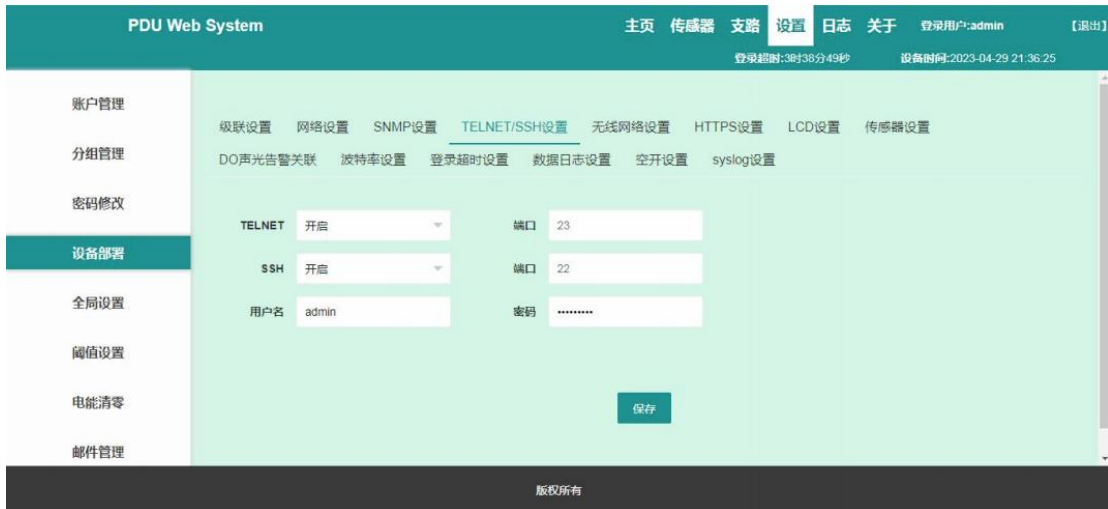 PDU Web System 主页 传感器 支路 设置 日志 关于 登录用户:admin 【退出】
登录超时:3时38分49秒 设备时间:2023-04-29 21:36:25
账户管理
分组管理
密码修改
设备部署
全局设置
阈值设置
电能清零
邮件管理
级联设置 网络设置 SNMP设置 TELNET/SSH设置 无线网络设置 HTTPS设置 LCD设置 传感器设置
DO声光告警关联 波特率设置 登录超时设置 数据日志设置 空开设置 syslog设置
TELNET 开启 端口 23
SSH 开启 端口 22
用户名 admin 密码 •••••••••
保存
版权所有